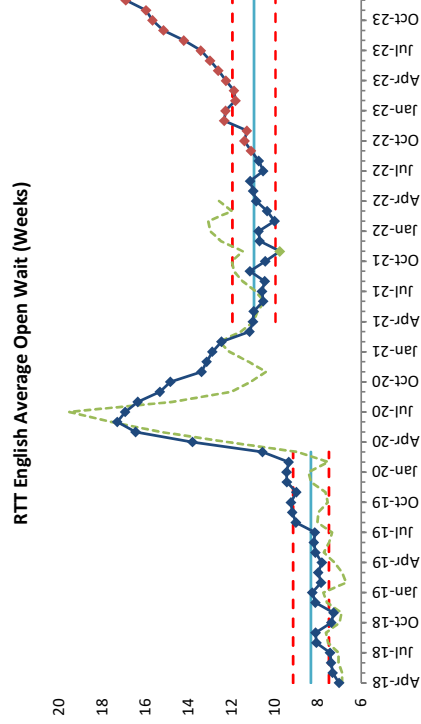 RTT English Average Open Wait (Weeks)
20
18
16
14
12
10
8
6
Apr-18
Jul-18
Oct-18
Jan-19
Apr-19
Jul-19
Oct-19
Jan-20
Apr-20
Jul-20
Oct-20
Jan-21
Apr-21
Jul-21
Oct-21
Jan-22
Apr-22
Jul-22
Oct-22
Jan-23
Apr-23
Jul-23
Oct-23